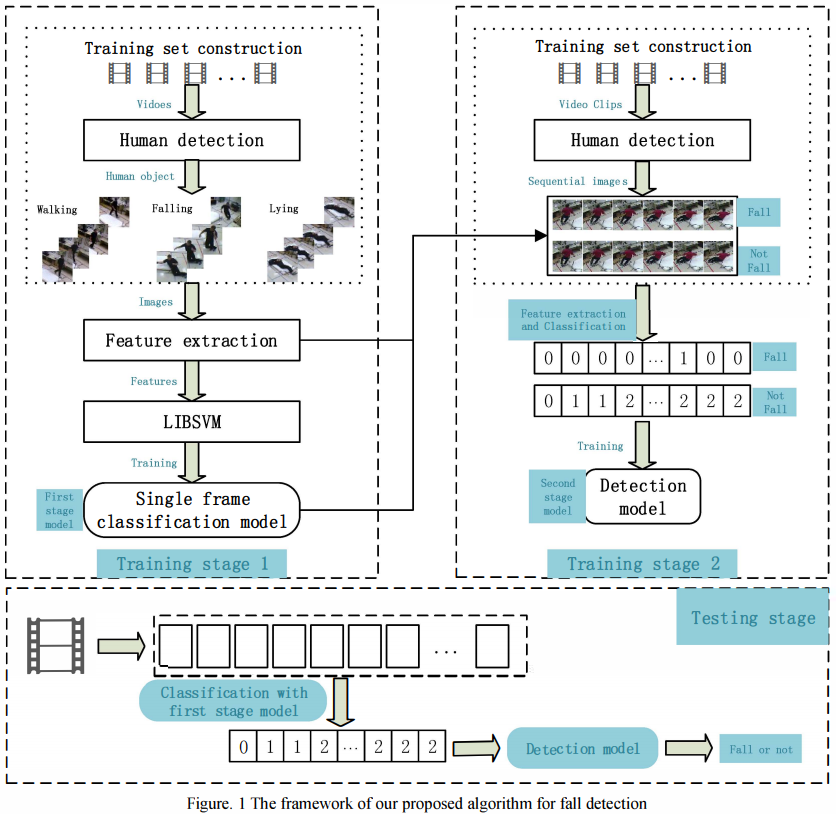 Training set construction
...
Vidoes
Human detection
Human object
Walking
Falling
Lying
Images
Feature extraction
Features
LIBSVM
Training
First
stage
model
Single frame
classification model
Training stage 1
Training set construction
...
Video Clips
Human detection
Sequential images
Fall
Not
Fall
Feature extraction
and Classification
0 0 0 0 ... 1 0 0
Fall
0 1 1 2 ... 2 2 2
Not
Fall
Training
Second
stage
model
Detection
model
Training stage 2
Testing stage
...
Classification with
first stage model
0 1 1 2 ... 2 2 2
Detection model
Fall or not
Figure. 1 The framework of our proposed algorithm for fall detection